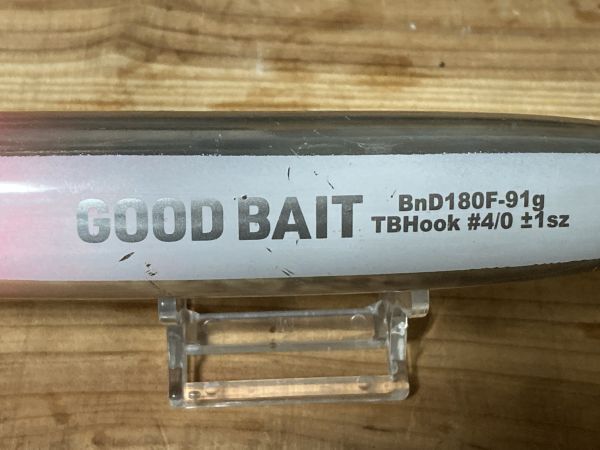 GOOD BAIT
BnD180F-91g
TBHook #4/0 ±1sz